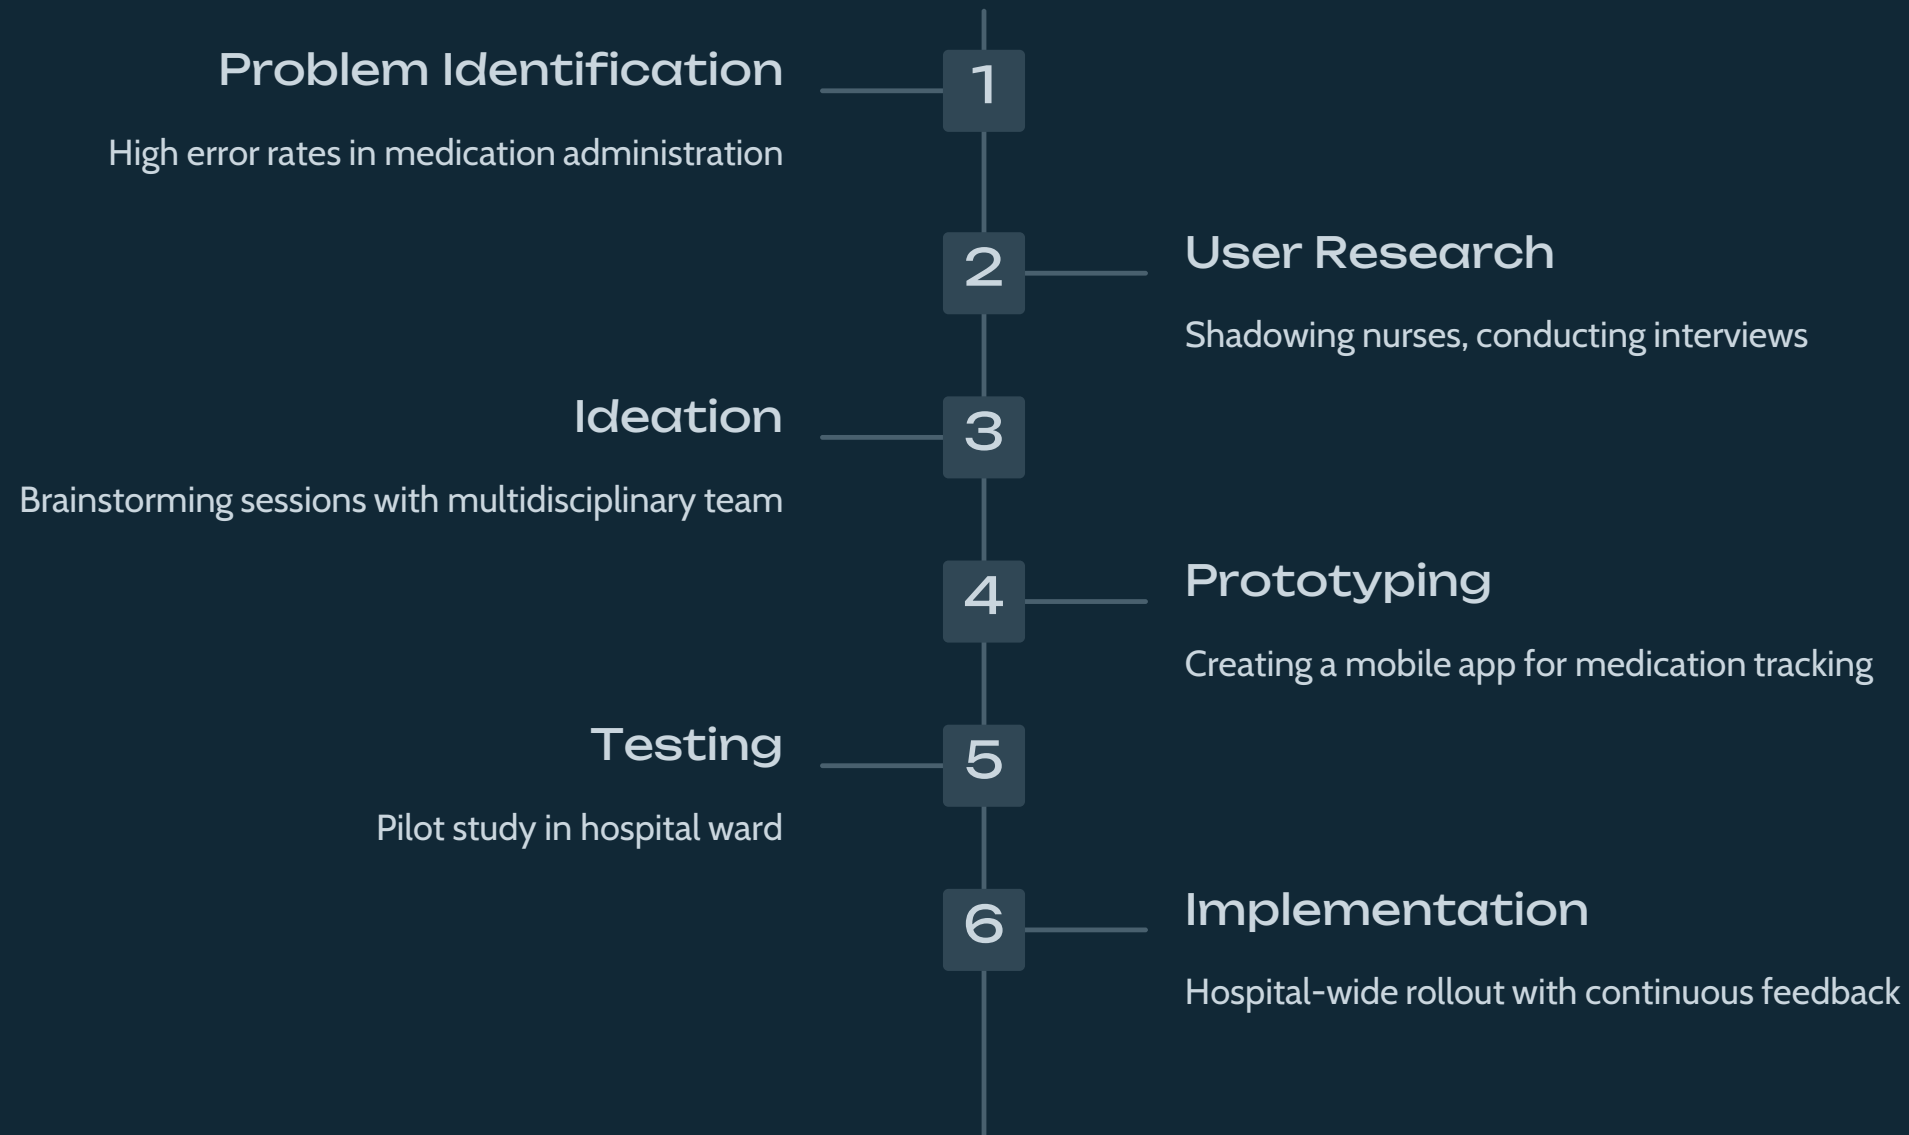 Problem Identification
1
High error rates in medication administration
2
User Research
Shadowing nurses, conducting interviews
Ideation
3
Brainstorming sessions with multidisciplinary team
4
Prototyping
Creating a mobile app for medication tracking
Testing
5
Pilot study in hospital ward
6
Implementation
Hospital-wide rollout with continuous feedback